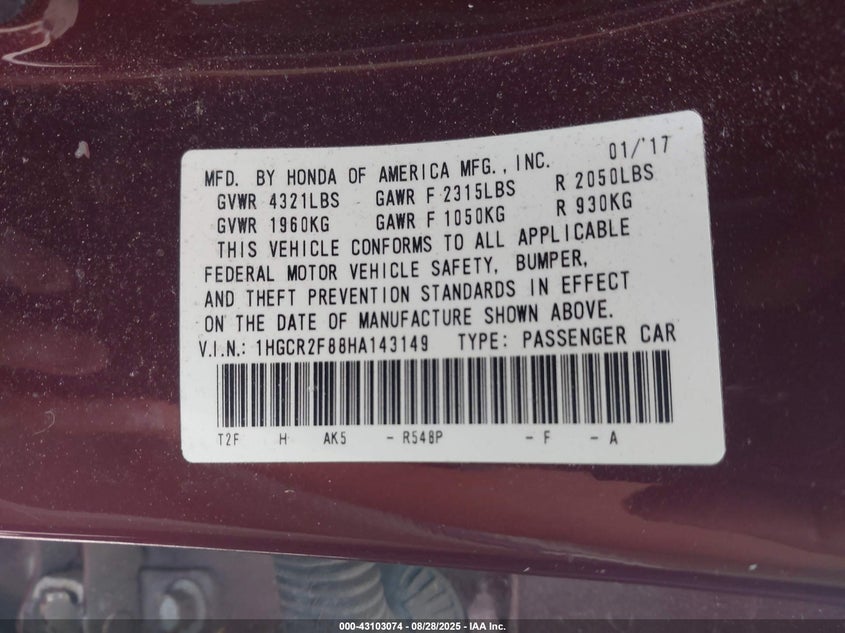 MFD. BY HONDA OF AMERICA MFG., INC. 01/'17
GVWR 4321LBS GAWR F 2315LBS R 2050LBS
GVWR 1960KG GAWR F 1050KG R 930KG
THIS VEHICLE CONFORMS TO ALL APPLICABLE
FEDERAL MOTOR VEHICLE SAFETY, BUMPER,
AND THEFT PREVENTION STANDARDS IN EFFECT
ON THE DATE OF MANUFACTURE SHOWN ABOVE.
V.I.N.: 1HGCR2F88HA143149 TYPE: PASSENGER CAR
T2F H AK5 - R548P - F - A
000-43103074 | 08/28/2025 - IAA Inc.